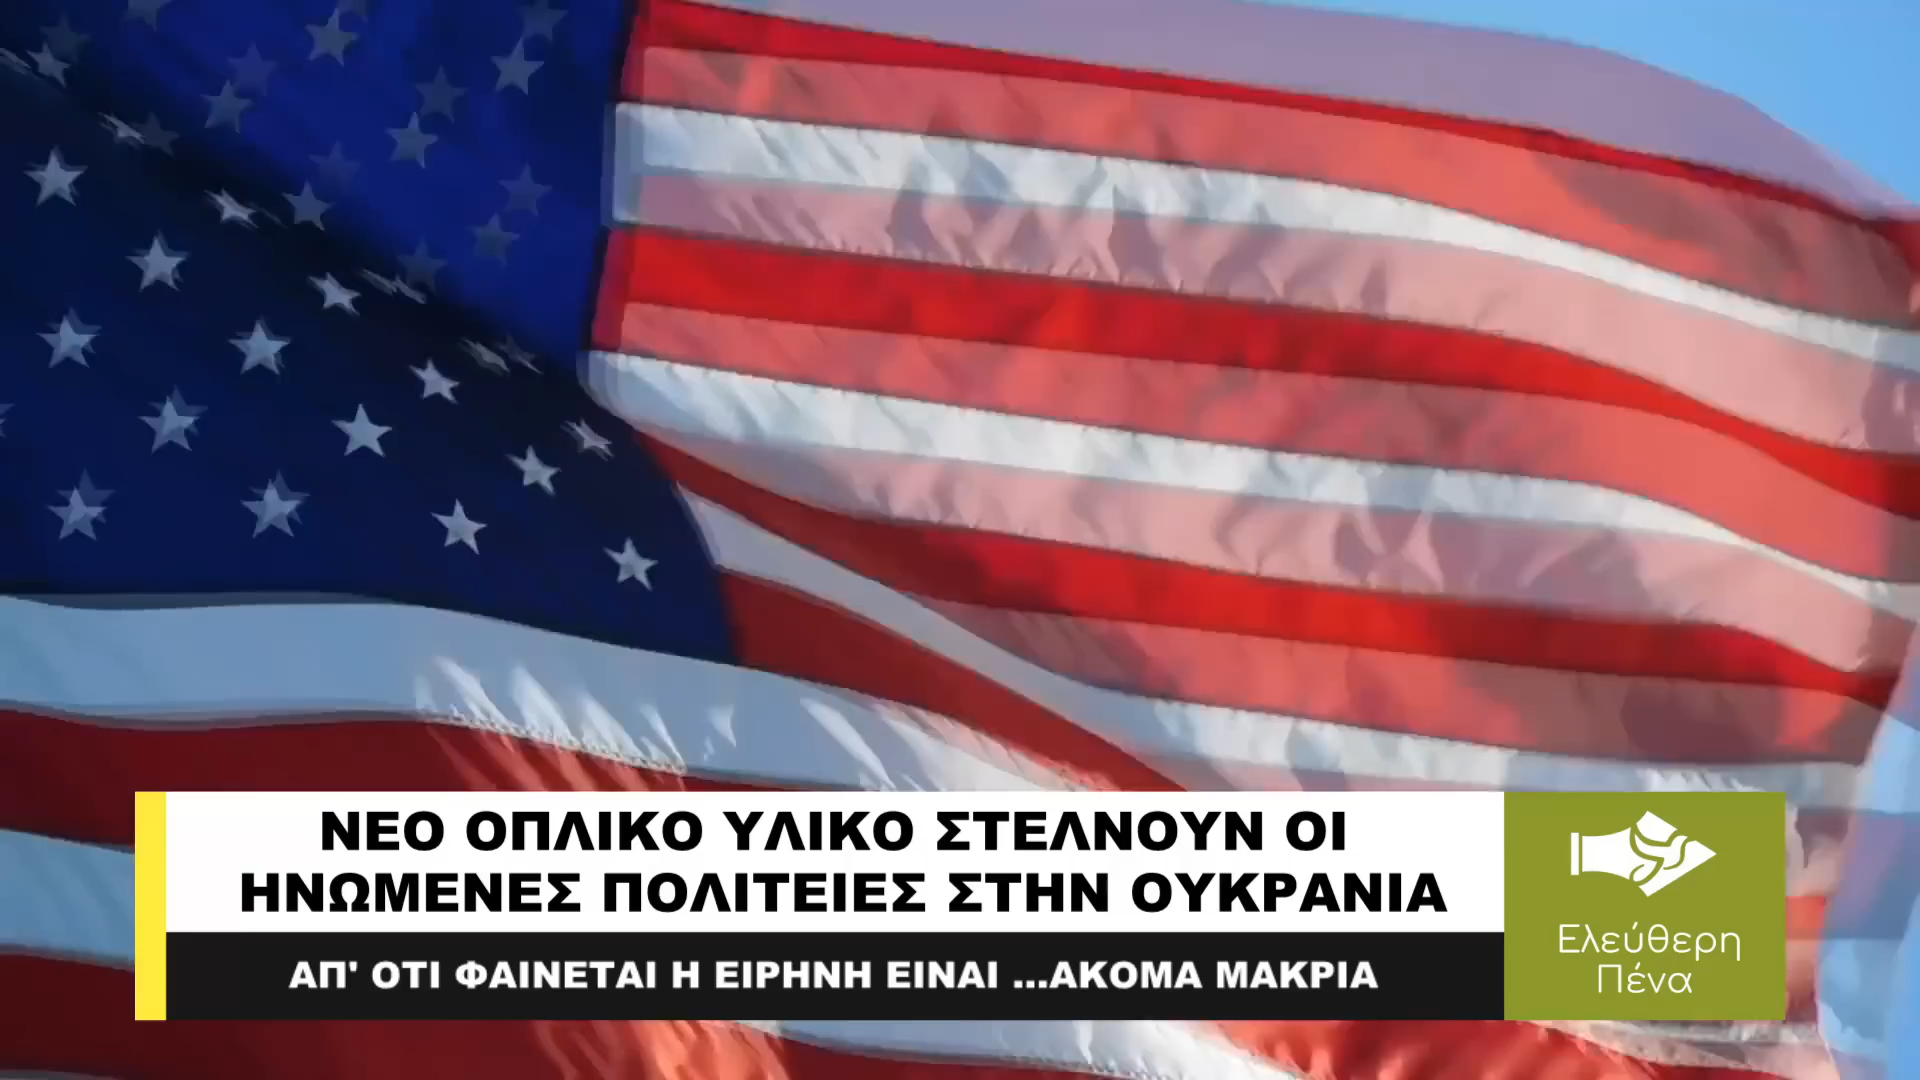 ΝΕΟ ΟΠΛΙΚΟ ΥΛΙΚΟ ΣΤΕΛΝΟΥΝ ΟΙ
ΗΝΩΜΕΝΕΣ ΠΟΛΙΤΕΙΕΣ ΣΤΗΝ ΟΥΚΡΑΝΙΑ
ΑΠ' ΟΤΙ ΦΑΙΝΕΤΑΙ Η ΕΙΡΗΝΗ ΕΙΝΑΙ ...ΑΚΟΜΑ ΜΑΚΡΙΑ
Ελεύθερη
Πένα